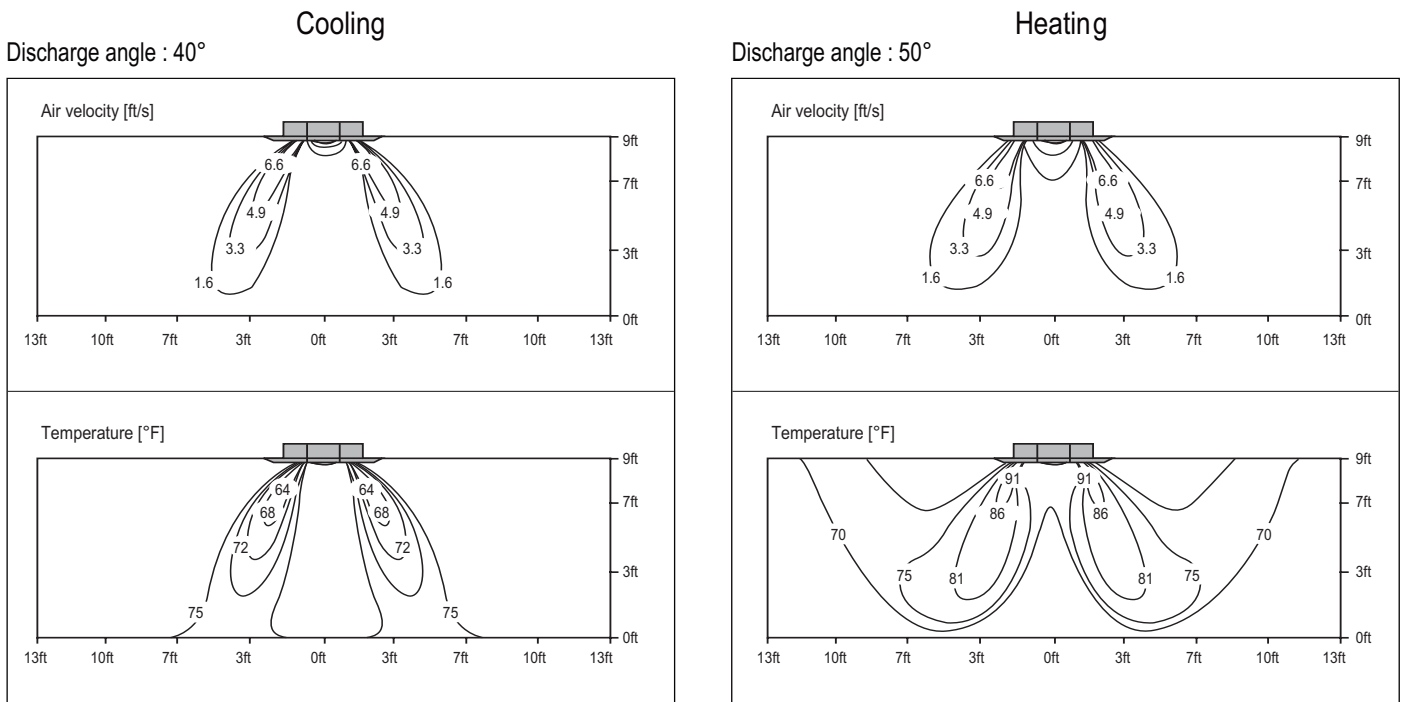 Cooling
Discharge angle : 40°
Air velocity [ft/s]
9ft
6.6 6.6
7ft
4.9 4.9
3.3 3.3
3ft
1.6 1.6
0ft
13ft 10ft 7ft 3ft 0ft 3ft 7ft 10ft 13ft
Temperature [°F]
9ft
64 64
7ft
68 68
72 72
3ft
75 75
0ft
13ft 10ft 7ft 3ft 0ft 3ft 7ft 10ft 13ft
Heating
Discharge angle : 50°
Air velocity [ft/s]
9ft
6.6 6.6
7ft
4.9 4.9
3.3 3.3
3ft
1.6 1.6
0ft
13ft 10ft 7ft 3ft 0ft 3ft 7ft 10ft 13ft
Temperature [°F]
9ft
91 91
7ft
86 86
70 70
75 81 81 75
3ft
0ft
13ft 10ft 7ft 3ft 0ft 3ft 7ft 10ft 13ft